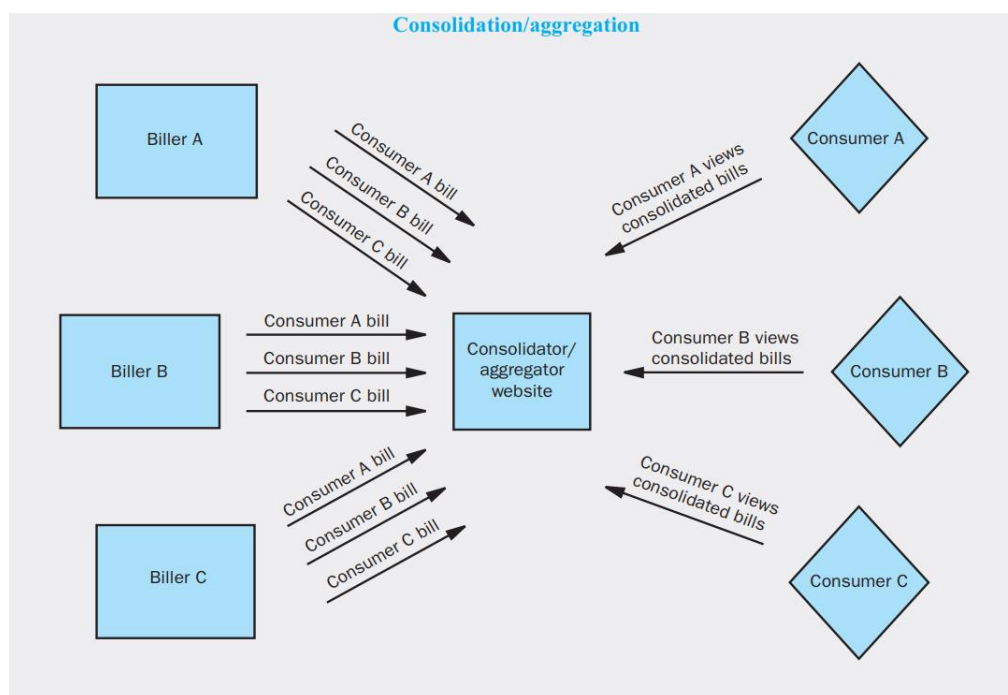 Consolidation/aggregation
Biller A
Consumer A bill
Consumer B bill
Consumer C bill
Consumer A
Consumer A views
consolidated bills
Biller B
Consumer A bill
Consumer B bill
Consumer C bill
Consolidator/
aggregator
website
Consumer B views
consolidated bills
Consumer B
Biller C
Consumer A bill
Consumer B bill
Consumer C bill
Consumer C views
consolidated bills
Consumer C